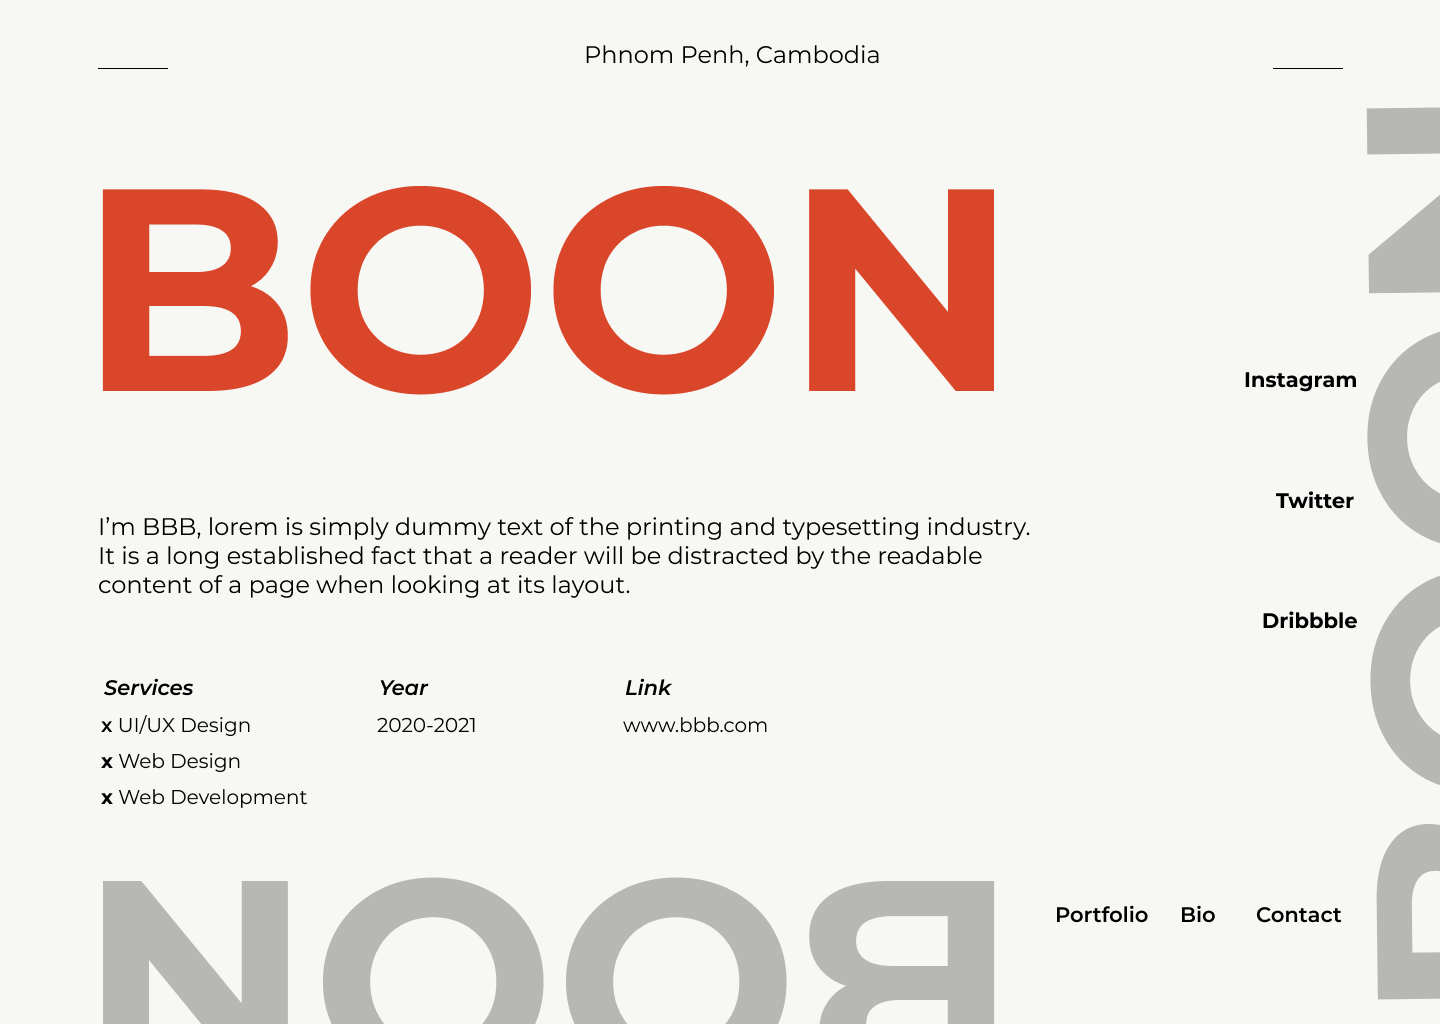 Phnom Penh, Cambodia
BOON
Instagram
Twitter
I’m BBB, lorem is simply dummy text of the printing and typesetting industry.
It is a long established fact that a reader will be distracted by the readable
content of a page when looking at its layout.
Dribbble
Services
x UI/UX Design
x Web Design
x Web Development
Year
2020-2021
Link
www.bbb.com
BOON
Portfolio Bio Contact
BOON